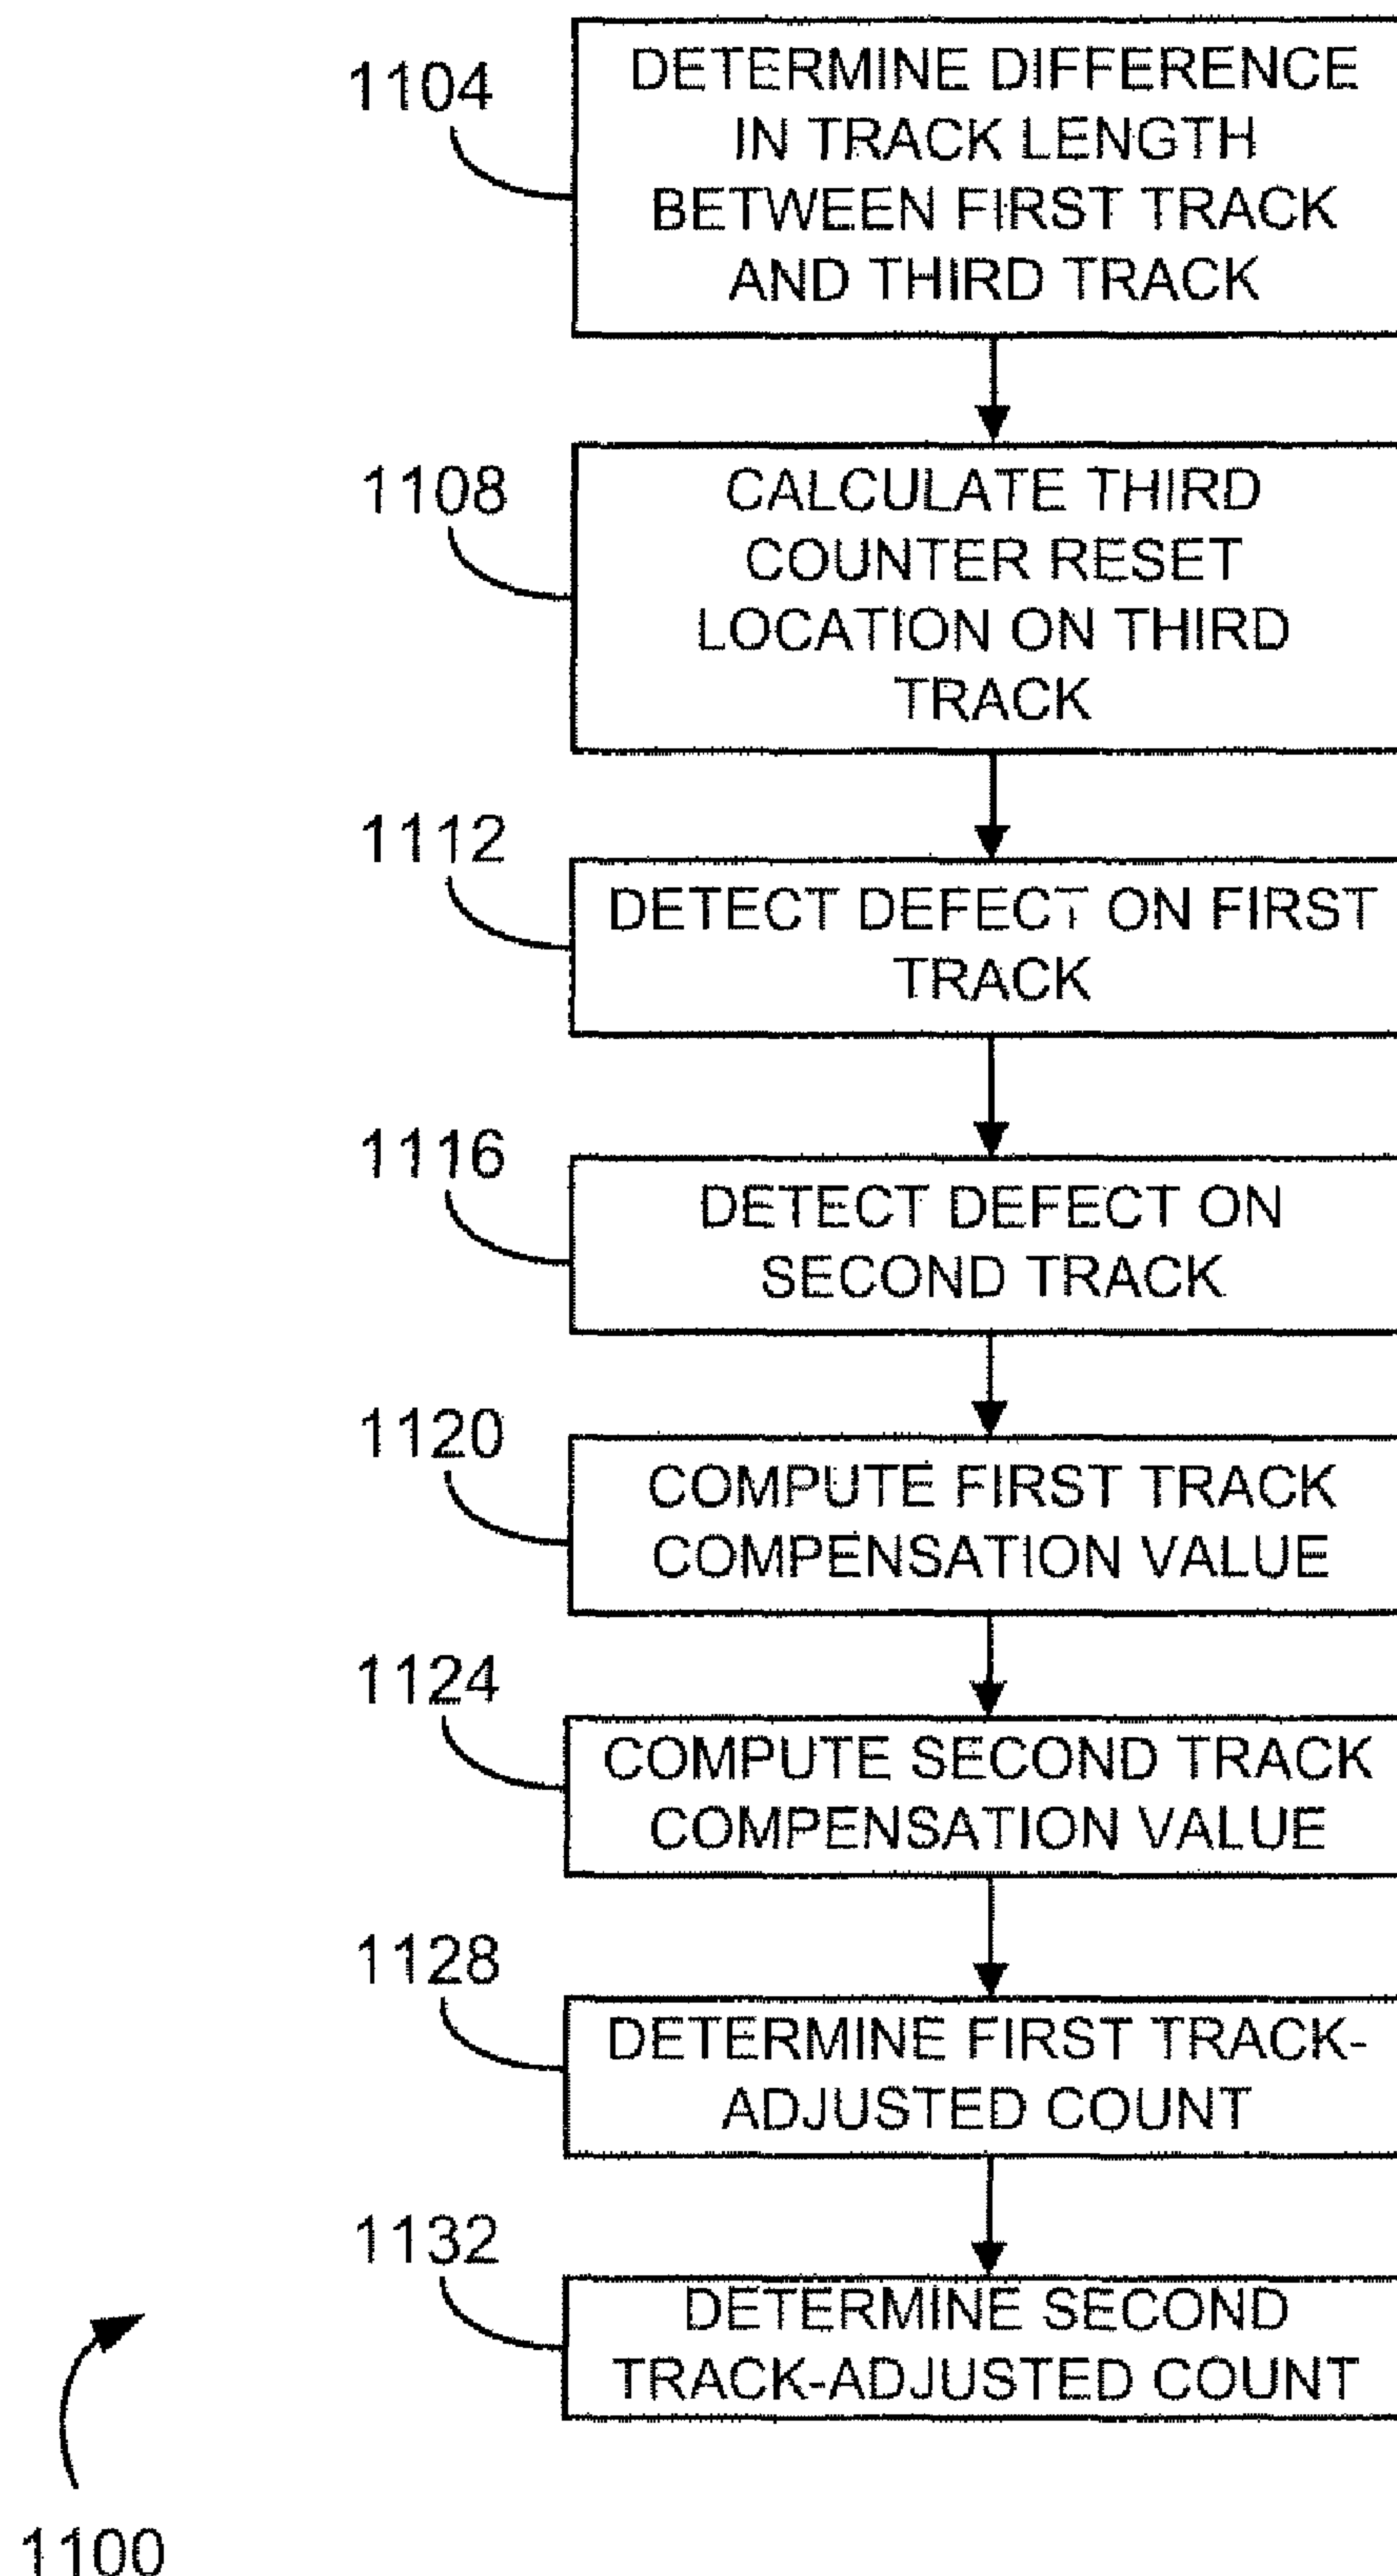 1104
DETERMINE DIFFERENCE
IN TRACK LENGTH
BETWEEN FIRST TRACK
AND THIRD TRACK
1108
CALCULATE THIRD
COUNTER RESET
LOCATION ON THIRD
TRACK
1112
DETECT DEFECT ON FIRST
TRACK
1116
DETECT DEFECT ON
SECOND TRACK
1120
COMPUTE FIRST TRACK
COMPENSATION VALUE
1124
COMPUTE SECOND TRACK
COMPENSATION VALUE
1128
DETERMINE FIRST TRACK-
ADJUSTED COUNT
1132
DETERMINE SECOND
TRACK-ADJUSTED COUNT
1100